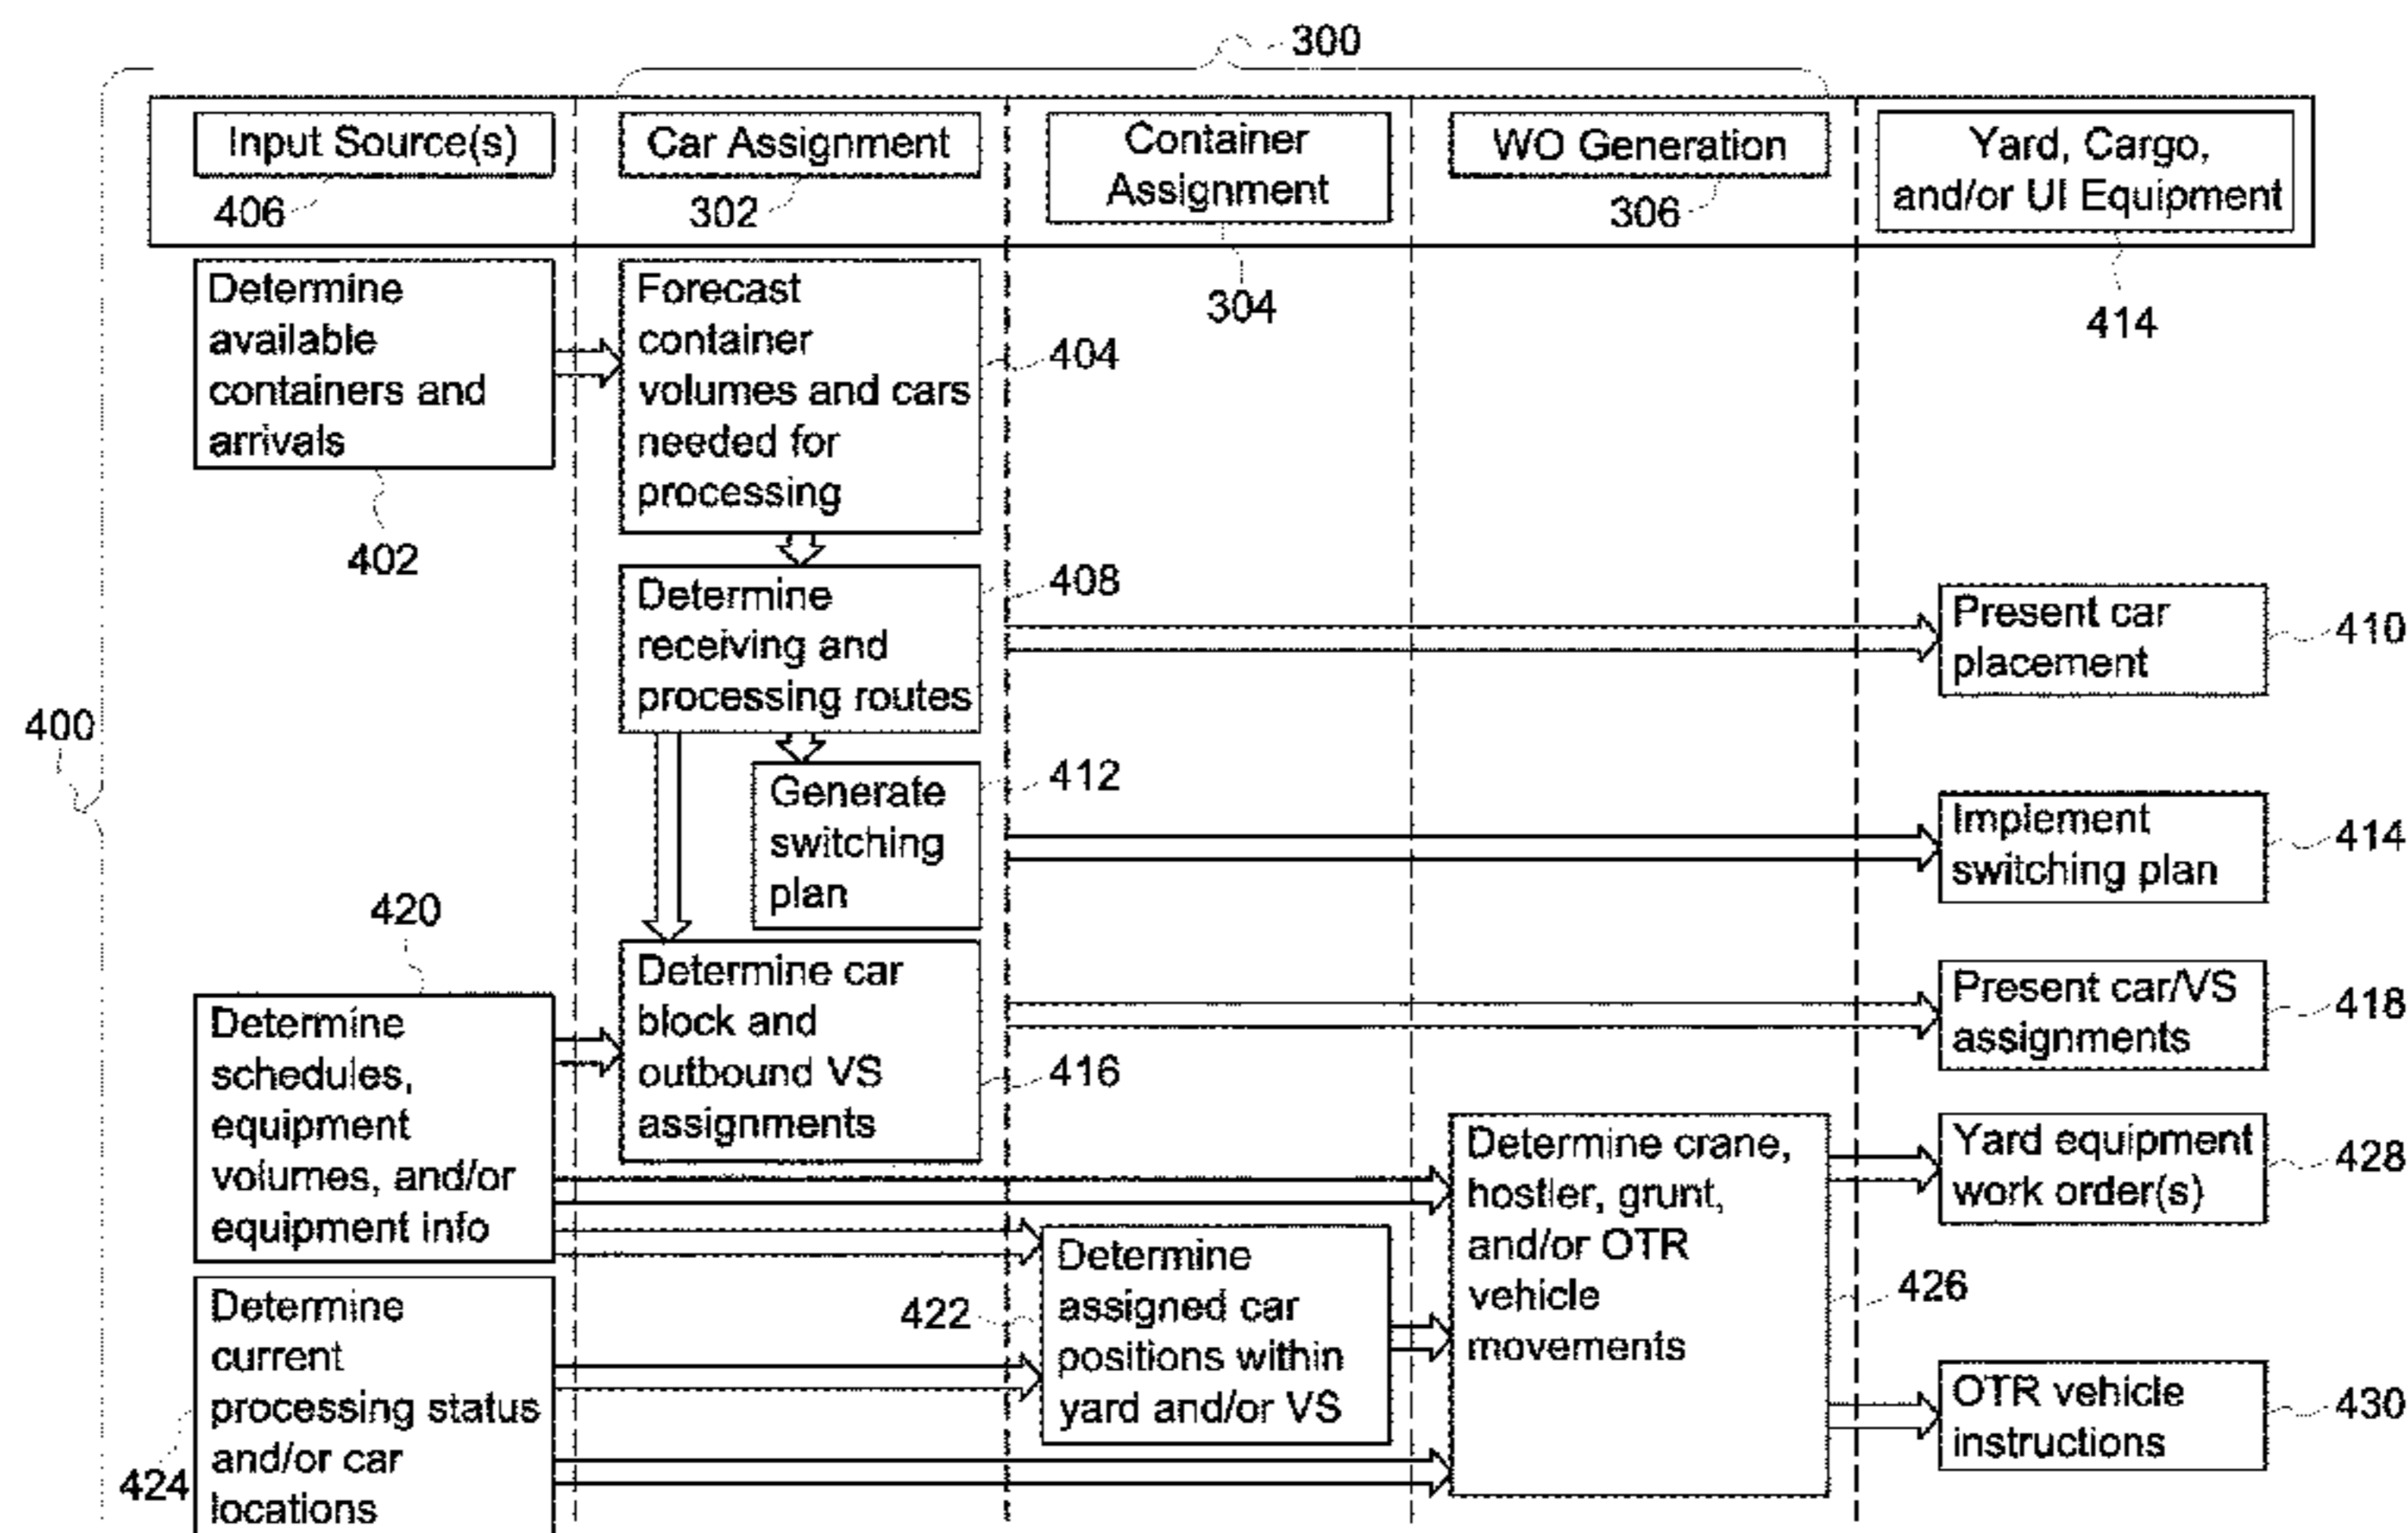 300
Input Source(s)
406
Car Assignment
302
Container
Assignment
304
WO Generation
306
Yard, Cargo,
and/or UI Equipment
414
Determine
available
containers and
arrivals
402
Forecast
container
volumes and cars
needed for
processing
404
Determine
receiving and
processing routes
408
Present car
placement
410
400
Generate
switching
plan
412
Implement
switching plan
414
420
Determine car
block and
outbound VS
assignments
416
Present car/VS
assignments
418
Determine
schedules,
equipment
volumes, and/or
equipment info
Determine crane,
hostler, grunt,
and/or OTR
vehicle
movements
426
Yard equipment
work order(s)
428
Determine
assigned car
positions within
yard and/or VS
422
Determine
current
processing status
and/or car
locations
424
OTR vehicle
instructions
430